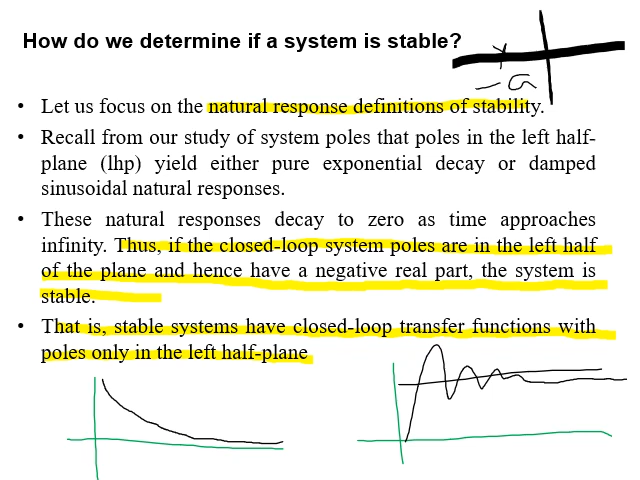 How do we determine if a system is stable?
• Let us focus on the natural response definitions of stability.
• Recall from our study of system poles that poles in the left half-
plane (lhp) yield either pure exponential decay or damped
sinusoidal natural responses.
• These natural responses decay to zero as time approaches
infinity. Thus, if the closed-loop system poles are in the left half
of the plane and hence have a negative real part, the system is
stable.
• That is, stable systems have closed-loop transfer functions with
poles only in the left half-plane